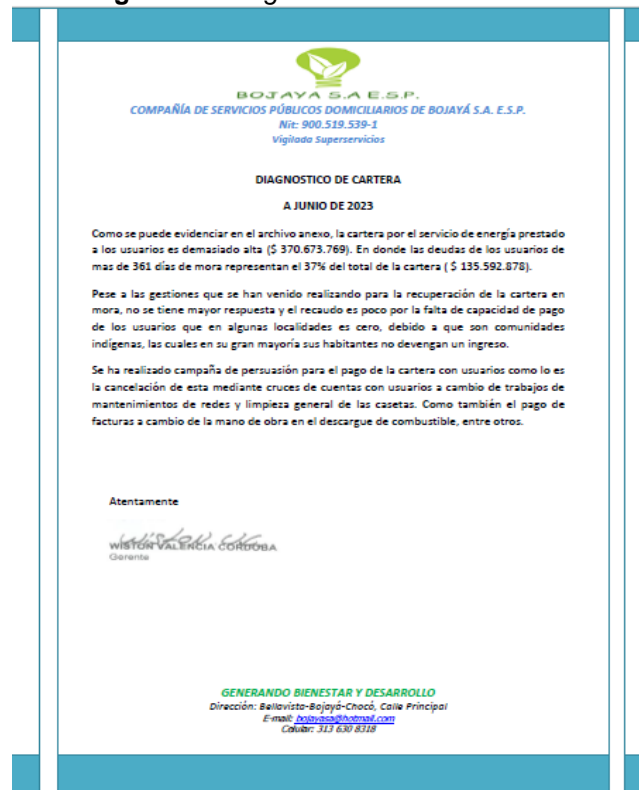 BOJAYA S.A E.S.P.
COMPAÑÍA DE SERVICIOS PÚBLICOS DOMICILIARIOS DE BOJAYÁ S.A. E.S.P.
Nit: 900.519.539-1
Vigilada Superservicios
DIAGNOSTICO DE CARTERA
A JUNIO DE 2023
Como se puede evidenciar en el archivo anexo, la cartera por el servicio de energía prestado
a los usuarios es demasiado alta ($ 370.673.769). En donde las deudas de los usuarios de
mas de 361 días de mora representan el 37% del total de la cartera ( $ 135.592.878).
Pese a las gestiones que se han venido realizando para la recuperación de la cartera en
mora, no se tiene mayor respuesta y el recaudo es poco por la falta de capacidad de pago
de los usuarios que en algunas localidades es cero, debido a que son comunidades
indígenas, las cuales en su gran mayoría sus habitantes no devengan un ingreso.
Se ha realizado campaña de persuasión para el pago de la cartera con usuarios como lo es
la cancelación de esta mediante cruces de cuentas con usuarios a cambio de trabajos de
mantenimientos de redes y limpieza general de las casetas. Como también el pago de
facturas a cambio de la mano de obra en el descargue de combustible, entre otros.
Atentamente
WISTON VALENCIA CORDOBA
Gerente
GENERANDO BIENESTAR Y DESARROLLO
Dirección: Bellavista-Bojayá-Chocó, Calle Principal
E-mail: bojayasa@hotmail.com
Celular: 313 630 8318